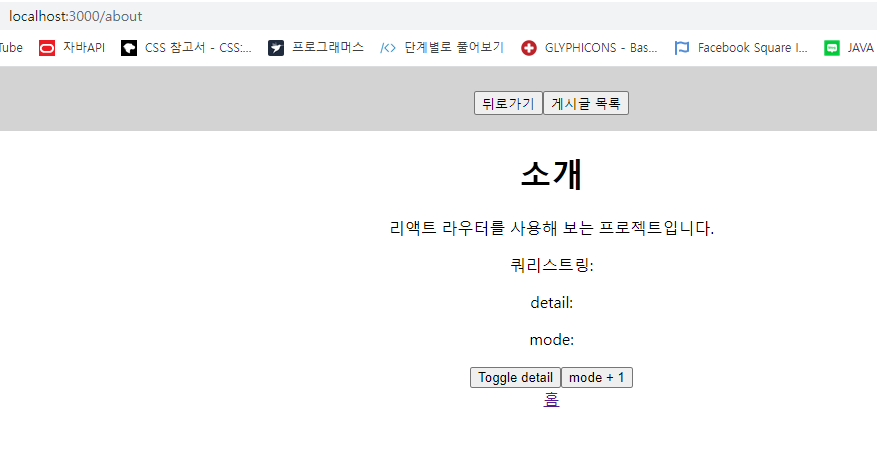 localhost:3000/about
Tube 자바API CSS 참고서 - CSS:... 프로그래머스 단계별로 풀어보기 GLYPHICONS - Bas... Facebook Square I... JAVA
뒤로가기 게시글 목록
소개
리액트 라우터를 사용해 보는 프로젝트입니다.
쿼리스트링:
detail:
mode:
Toggle detail mode + 1
홈